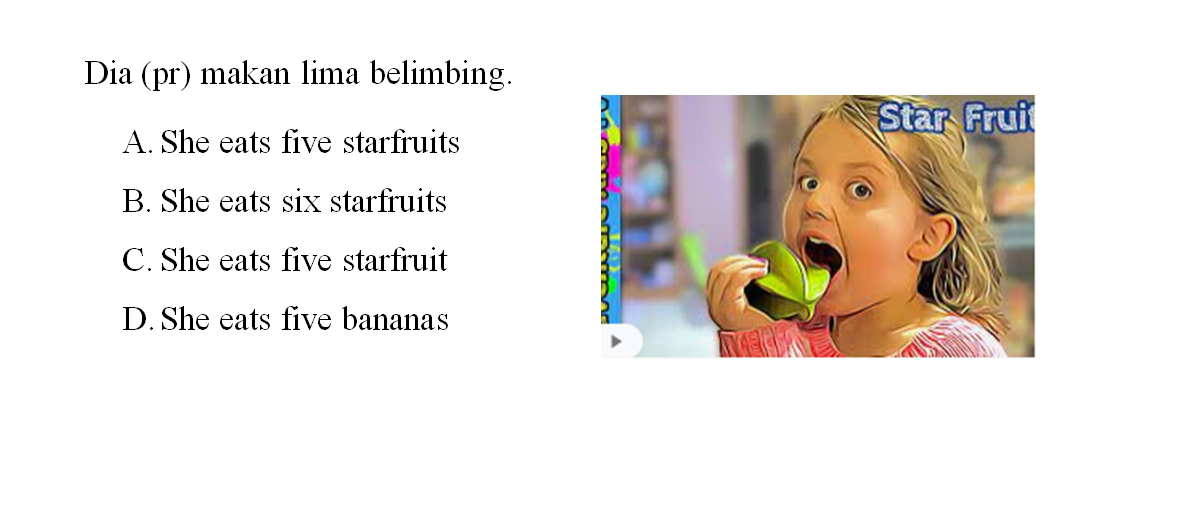 Dia (pr) makan lima belimbing.
A. She eats five starfruits
B. She eats six starfruits
C. She eats five starfruit
D. She eats five bananas
Star Fruit